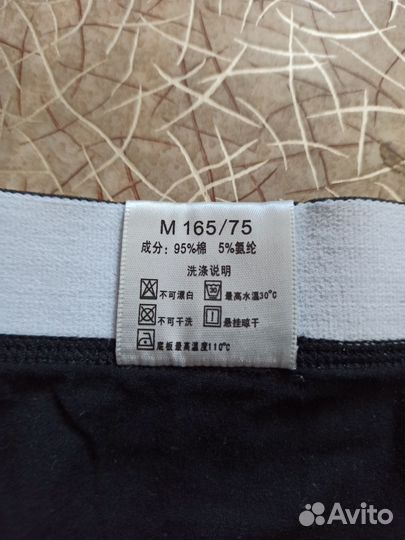 M 165/75
成分: 95%棉 5%氨纶
洗涤说明
不可漂白 30 最高水温30℃
不可干洗 悬挂晾干
底板最高温度110℃
Avito